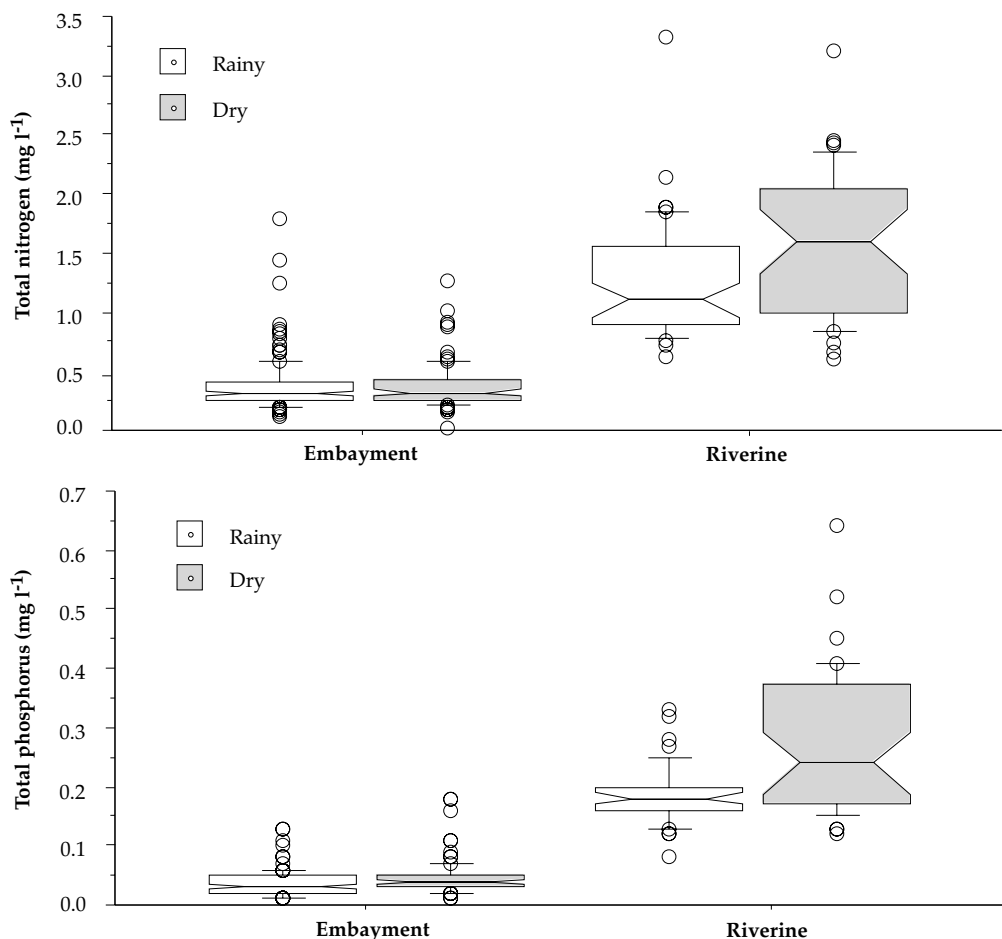 Total nitrogen (mg l-1)
3.5
3.0
2.5
2.0
1.5
1.0
0.5
0.0
Rainy
Dry
Embayment
Riverine
Total phosphorus (mg l-1)
0.7
0.6
0.5
0.4
0.3
0.2
0.1
0.0
Rainy
Dry
Embayment
Riverine